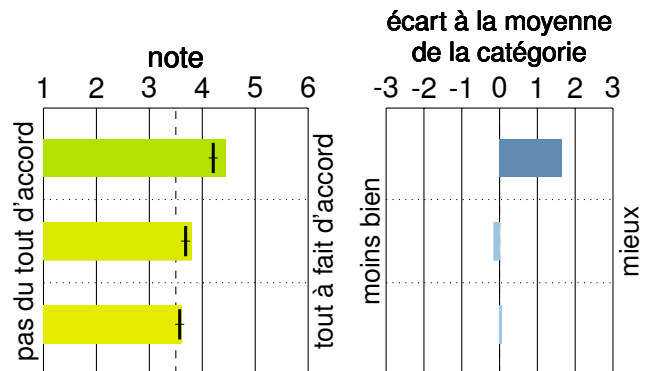 note
1 2 3 4 5 6
pas du tout d'accord
tout à fait d'accord
écart à la moyenne
de la catégorie
-3 -2 -1 0 1 2 3
moins bien
mieux